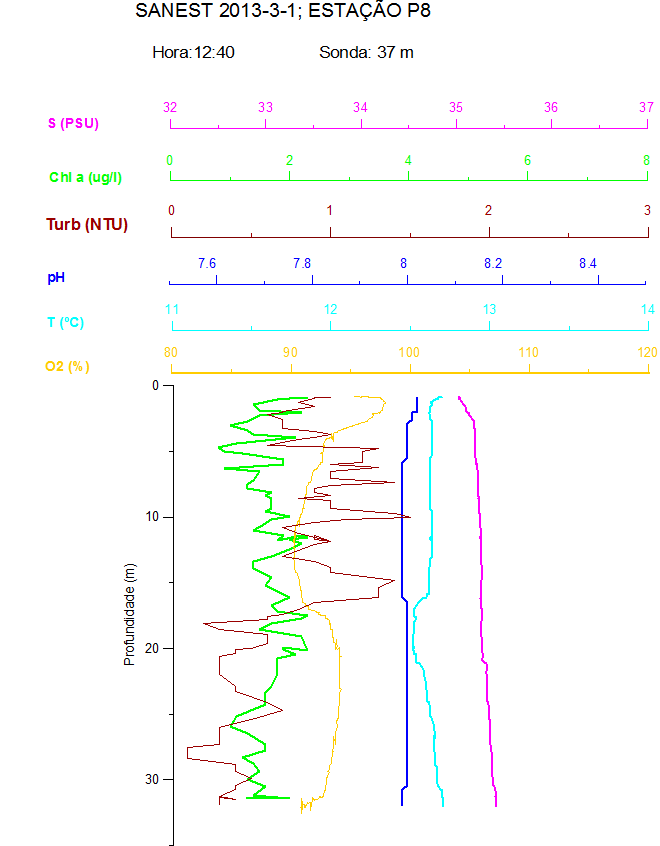 SANEST 2013-3-1; ESTAÇÃO P8
Hora:12:40 Sonda: 37 m
32 33 34 35 36 37
S (PSU)
0 2 4 6 8
Chl a (ug/l)
0 1 2 3
Turb (NTU)
7.6 7.8 8 8.2 8.4
pH
11 12 13 14
T (ºC)
80 90 100 110 120
O2 (%)
0
10
Profundidade (m)
20
30